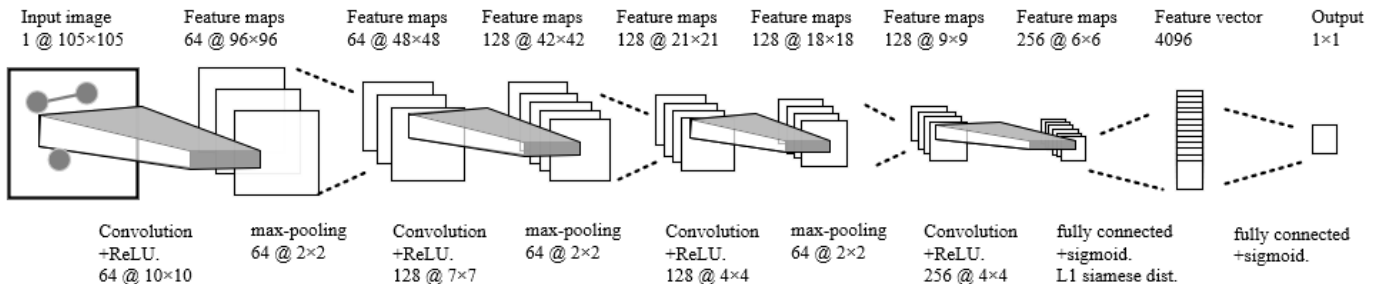 Input image
1 @ 105×105
Feature maps
64 @ 96×96
Feature maps
64 @ 48×48
Feature maps
128 @ 42×42
Feature maps
128 @ 21×21
Feature maps
128 @ 18×18
Feature maps
128 @ 9×9
Feature maps
256 @ 6×6
Feature vector
4096
Output
1×1
Convolution
+ReLU.
64 @ 10×10
max-pooling
64 @ 2×2
Convolution
+ReLU.
128 @ 7×7
max-pooling
64 @ 2×2
Convolution
+ReLU.
128 @ 4×4
max-pooling
64 @ 2×2
Convolution
+ReLU.
256 @ 4×4
fully connected
+sigmoid.
L1 siamese dist.
fully connected
+sigmoid.